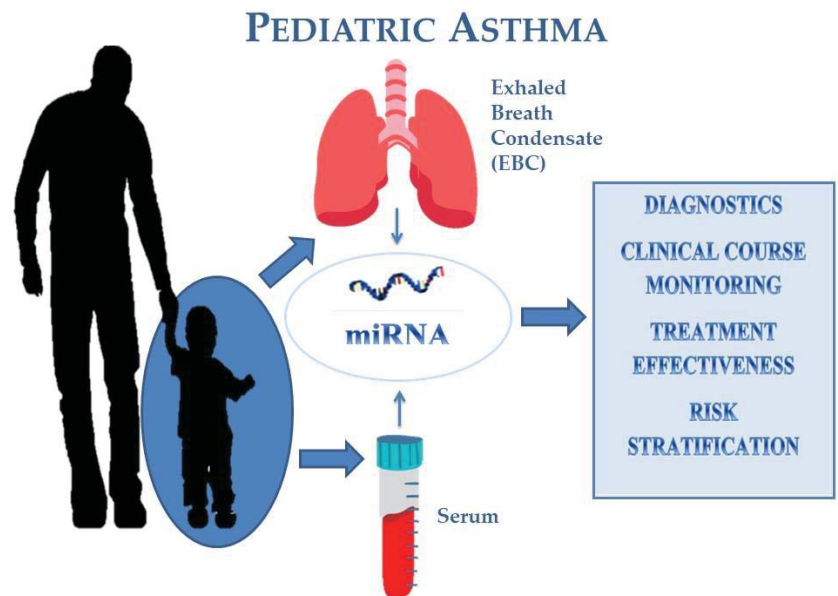 PEDIATRIC ASTHMA
Exhaled
Breath
Condensate
(EBC)
miRNA
Serum
DIAGNOSTICS
CLINICAL COURSE
MONITORING
TREATMENT
EFFECTIVENESS
RISK
STRATIFICATION